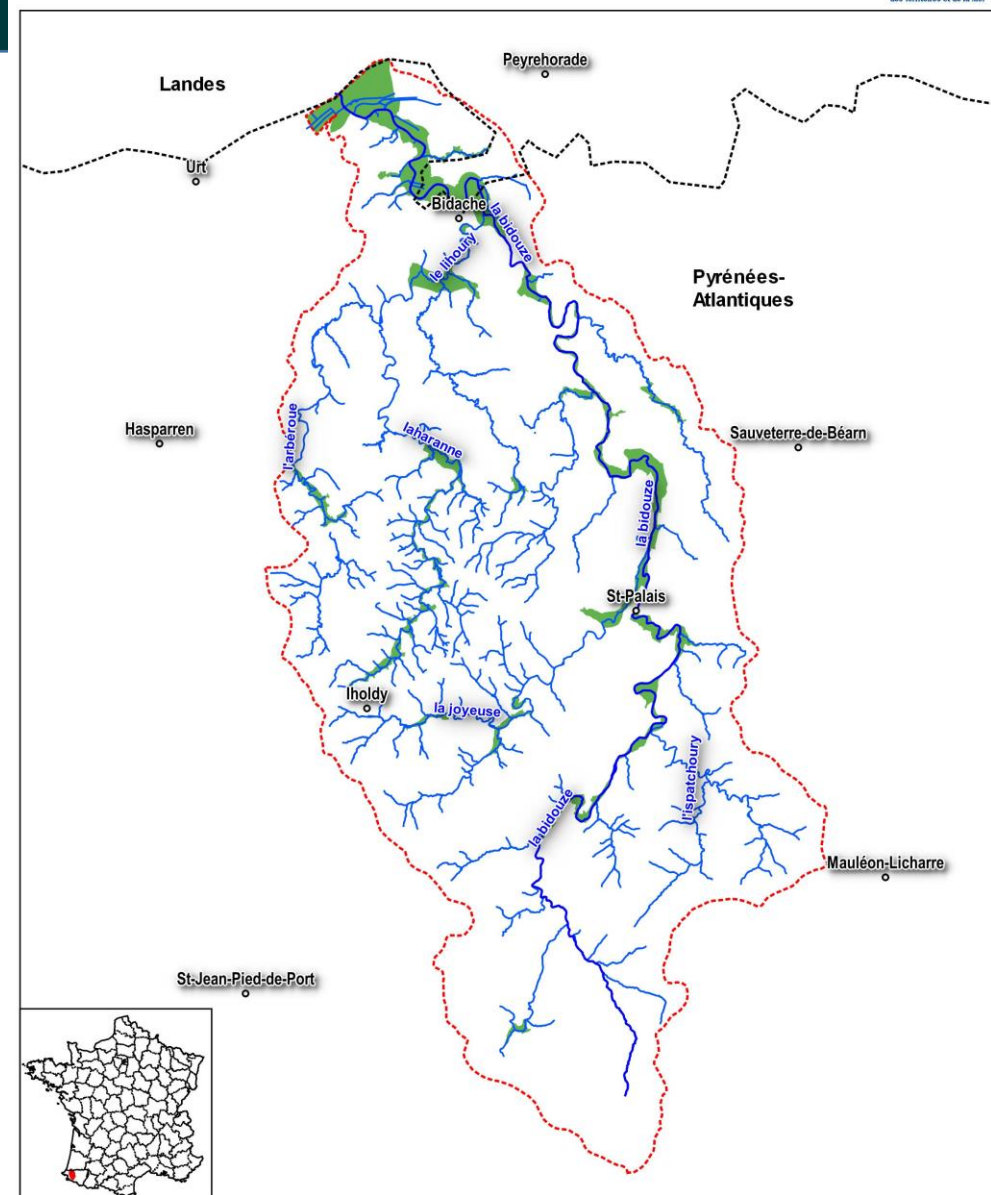 Peyrehorade
Landes
Urt
Bidache
la bidouze
le lihoury
Pyrénées-
Atlantiques
Hasparren
l'arbéroue
laharanne
Sauveterre-de-Béarn
la bidouze
St-Palais
Iholdy
la joyeuse
l'ispatchoury
la bidouze
Mauléon-Licharre
St-Jean-Pied-de-Port